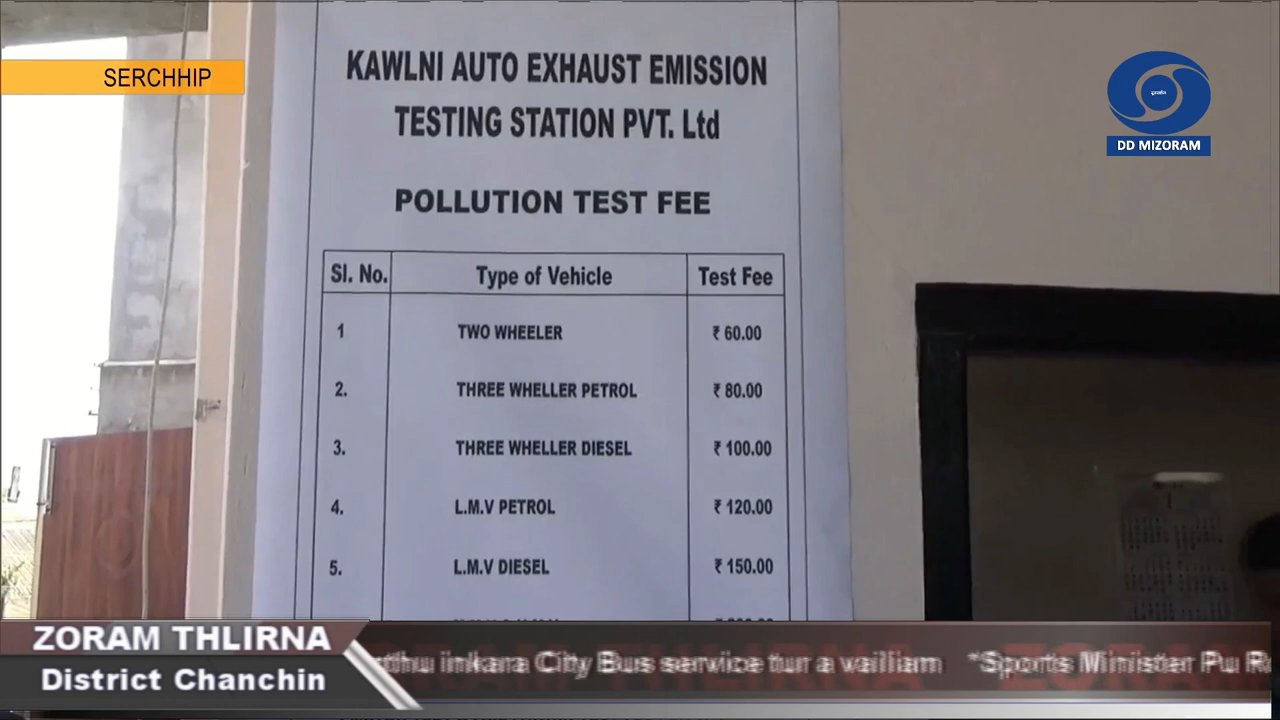 SERCHHIP
KAWLNI AUTO EXHAUST EMISSION
TESTING STATION PVT. Ltd
POLLUTION TEST FEE
Sl. No. Type of Vehicle Test Fee
1 TWO WHEELER ₹ 60.00
2. THREE WHELLER PETROL ₹ 80.00
3. THREE WHELLER DIESEL ₹ 100.00
4. L.M.V PETROL ₹ 120.00
5. L.M.V DIESEL ₹ 150.00
DD MIZORAM
ZORAM THLIRNA
District Chanchin
imkara City Bus service tur a vailiam *Sports Minister Pu